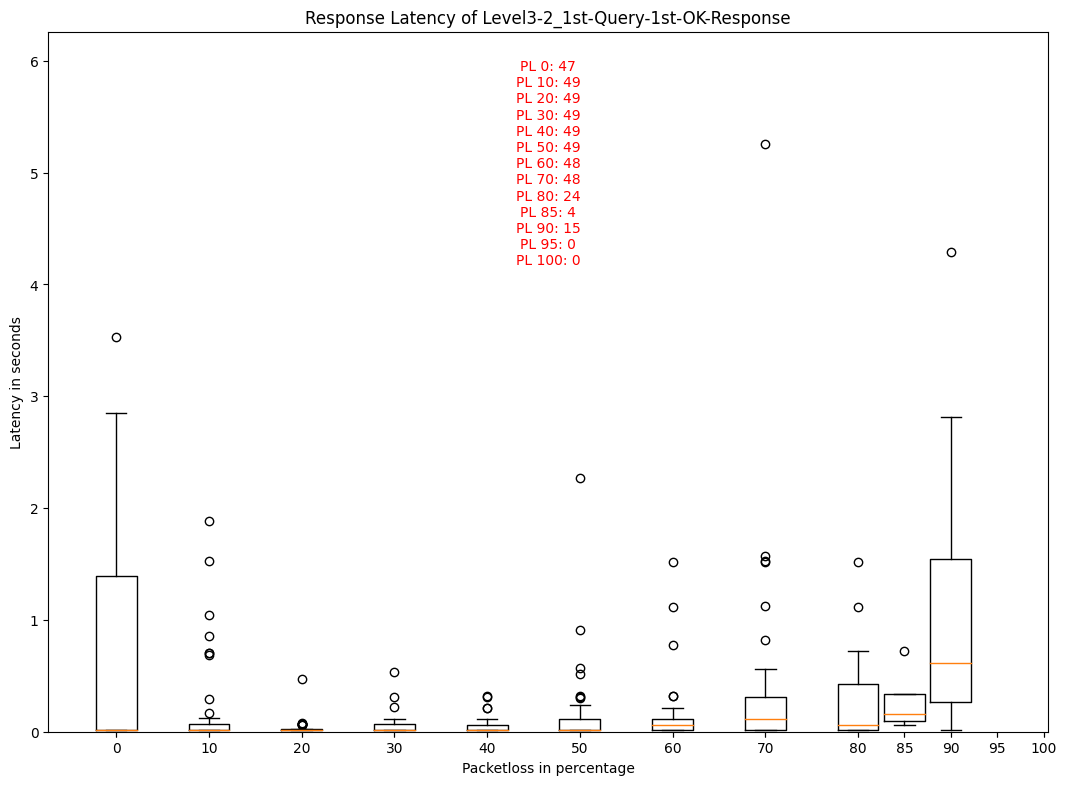 Response Latency of Level3-2_1st-Query-1st-OK-Response
6
5
4
3
2
1
0
Latency in seconds
PL 0: 47
PL 10: 49
PL 20: 49
PL 30: 49
PL 40: 49
PL 50: 49
PL 60: 48
PL 70: 48
PL 80: 24
PL 85: 4
PL 90: 15
PL 95: 0
PL 100: 0
0 10 20 30 40 50 60 70 80 85 90 95 100
Packetloss in percentage